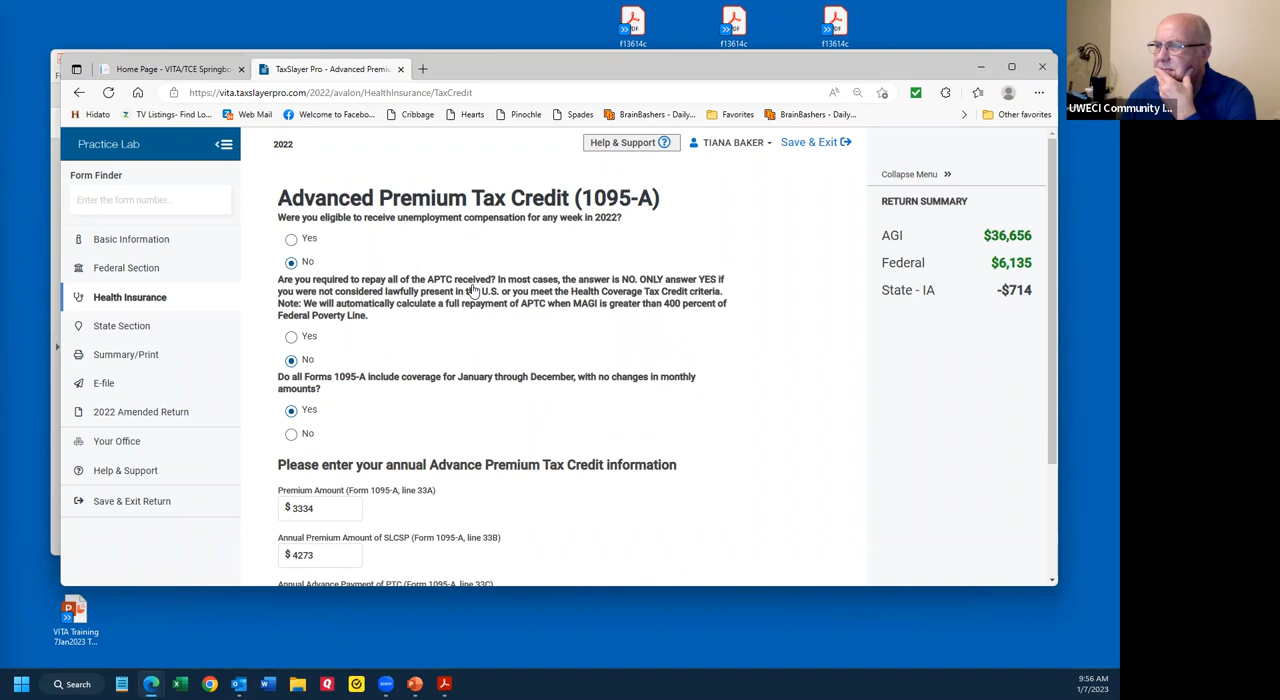 f13614c
f13614c
f13614c
UWECI Community I...
Home Page - VITA/TCE Springbo
TaxSlayer Pro - Advanced Premiu
https://vita.taxslayerpro.com/2022/avalon/HealthInsurance/TaxCredit
Hidato
TV Listings- Find Lo...
Web Mail
Welcome to Facebo...
Cribbage
Hearts
Pinochle
Spades
BrainBashers - Daily...
Favorites
BrainBashers - Daily...
Other favorites
Practice Lab
2022
Help & Support
TIANA BAKER
Save & Exit
Form Finder
Enter the form number...
Basic Information
Federal Section
Health Insurance
State Section
Summary/Print
E-file
2022 Amended Return
Your Office
Help & Support
Save & Exit Return
Advanced Premium Tax Credit (1095-A)
Were you eligible to receive unemployment compensation for any week in 2022?
Yes
No
Are you required to repay all of the APTC received? In most cases, the answer is NO. ONLY answer YES if
you were not considered lawfully present in the U.S. or you meet the Health Coverage Tax Credit criteria.
Note: We will automatically calculate a full repayment of APTC when MAGI is greater than 400 percent of
Federal Poverty Line.
Yes
No
Do all Forms 1095-A include coverage for January through December, with no changes in monthly
amounts?
Yes
No
Please enter your annual Advance Premium Tax Credit information
Premium Amount (Form 1095-A, line 33A)
$ 3334
Annual Premium Amount of SLCSP (Form 1095-A, line 33B)
$ 4273
Annual Advance Payment of PTC (Form 1095-A, line 33C)
Collapse Menu
RETURN SUMMARY
AGI $36,656
Federal $6,135
State - IA -$714
VITA Training
7Jan2023 T...
Search
9:56 AM
1/7/2023